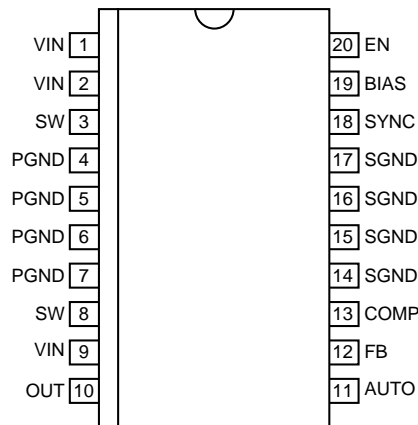 VIN 1 20 EN
VIN 2 19 BIAS
SW 3 18 SYNC
PGND 4 17 SGND
PGND 5 16 SGND
PGND 6 15 SGND
PGND 7 14 SGND
SW 8 13 COMP
VIN 9 12 FB
OUT 10 11 AUTO